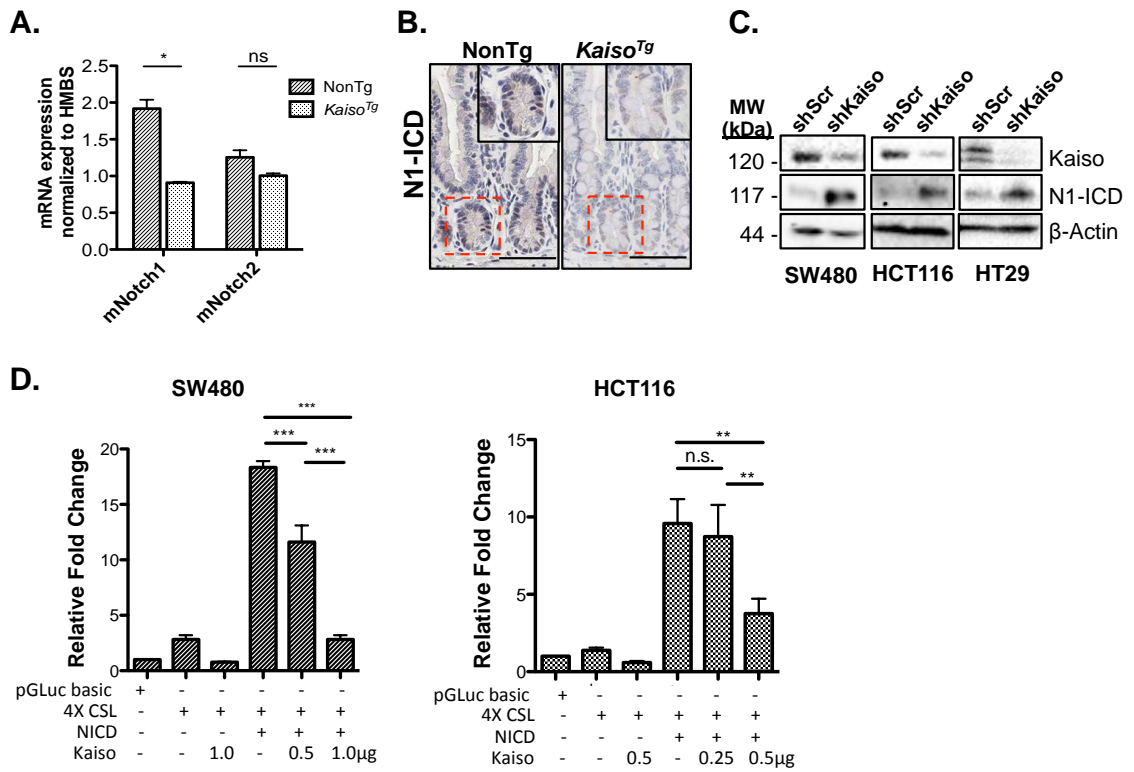 A.
mRNA expression
normalized to HMBS
2.5
2.0
1.5
1.0
0.5
0.0
*
ns
NonTg
KaisoTg
mNotch1
mNotch2
B.
NonTg
KaisoTg
N1-ICD
C.
MW
(kDa)
shScr
shKaiso
shScr
shKaiso
shScr
shKaiso
120 -
Kaiso
117 -
N1-ICD
44 -
β-Actin
SW480
HCT116
HT29
D.
SW480
Relative Fold Change
20
15
10
5
0
***
***
***
pGLuc basic + - - - - -
4X CSL - + + + + +
NICD - - - + + +
Kaiso - - 1.0 - 0.5 1.0µg
HCT116
Relative Fold Change
15
10
5
0
**
n.s.
**
pGLuc basic + - - - - -
4X CSL - + + + + +
NICD - - - + + +
Kaiso - - 0.5 - 0.25 0.5µg